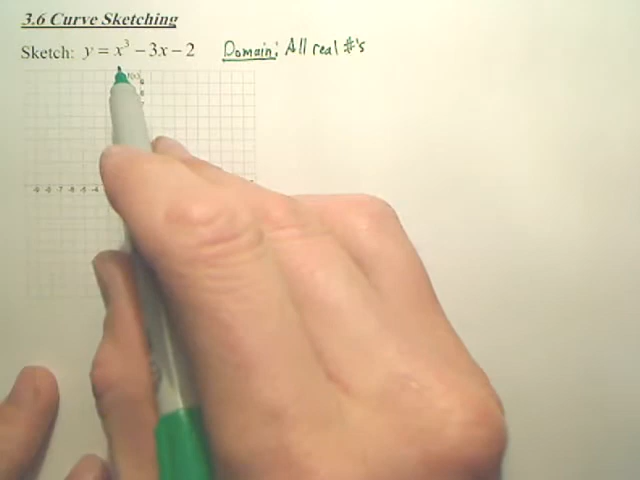 3.6 Curve Sketching
Sketch: y = x³ − 3x − 2 Domain: All real #'s